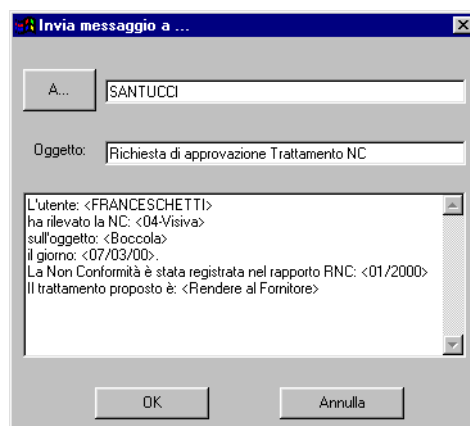 Invia messaggio a ...
A... SANTUCCI
Oggetto: Richiesta di approvazione Trattamento NC
L'utente: <FRANCESCHETTI>
ha rilevato la NC: <04-Visiva>
sull'oggetto: <Boccola>
il giorno: <07/03/00>.
La Non Conformità è stata registrata nel rapporto RNC: <01/2000>
Il trattamento proposto è: <Rendere al Fornitore>
OK Annulla